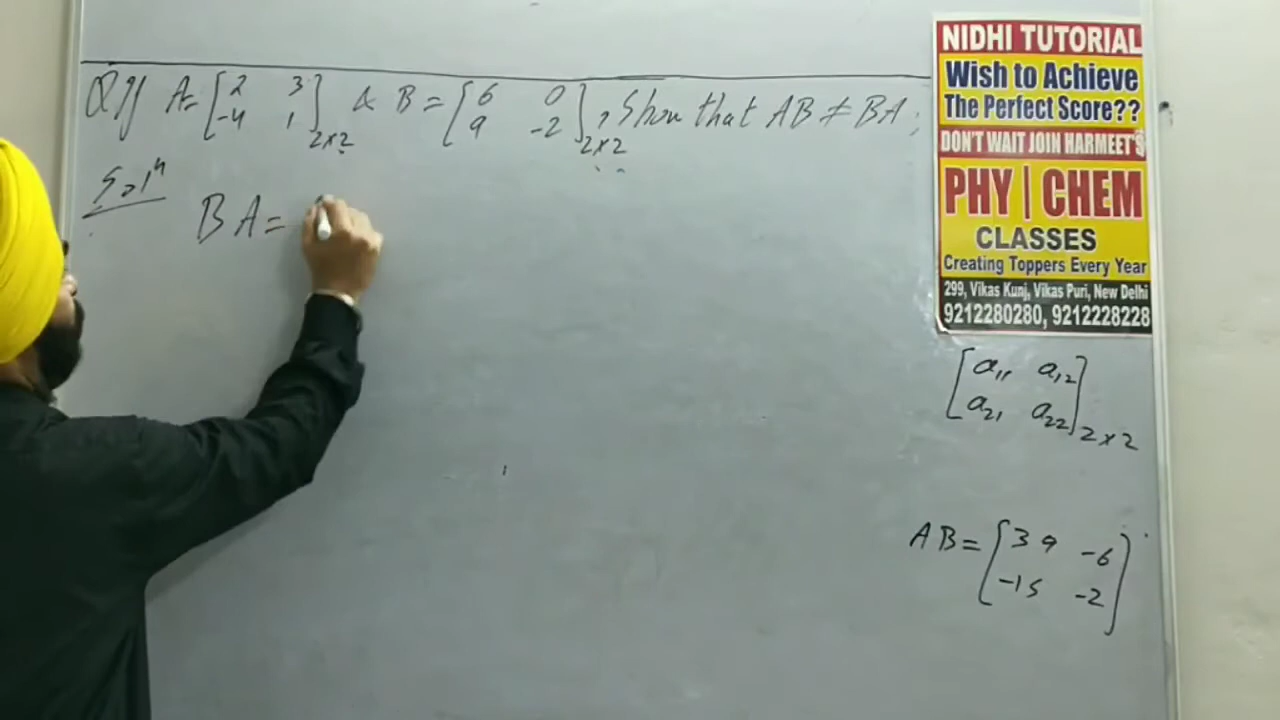 Q If A = [ 2 3 -4 1 ] 2×2 & B = [ 6 0 9 -2 ] 2×2 , Show that AB ≠ BA ;
Solⁿ
BA =
NIDHI TUTORIAL
Wish to Achieve
The Perfect Score??
DON'T WAIT JOIN HARMEET'S
PHY | CHEM
CLASSES
Creating Toppers Every Year
299, Vikas Kunj, Vikas Puri, New Delhi
9212280280, 9212228228
[ a₁₁ a₁₂
a₂₁ a₂₂ ] 2×2
AB = [ 39 -6
-15 -2 ]